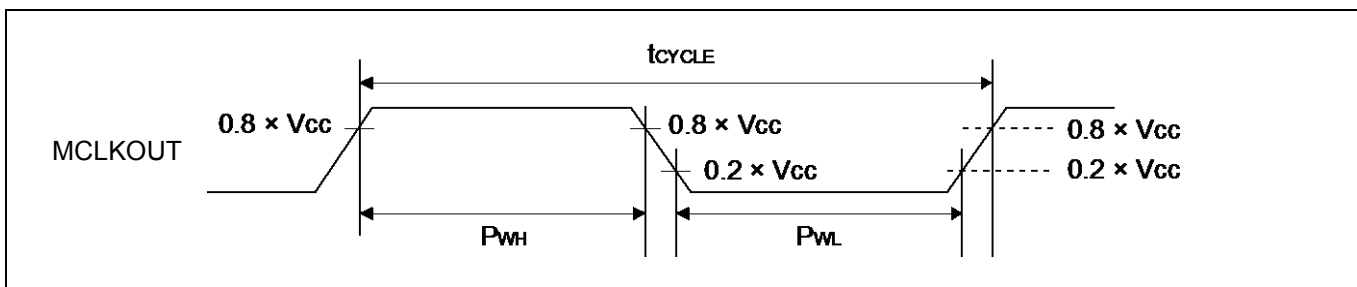 tCYCLE
0.8 × Vcc
0.8 × Vcc
0.8 × Vcc
MCLKOUT
0.2 × Vcc
0.2 × Vcc
PWH
PWL